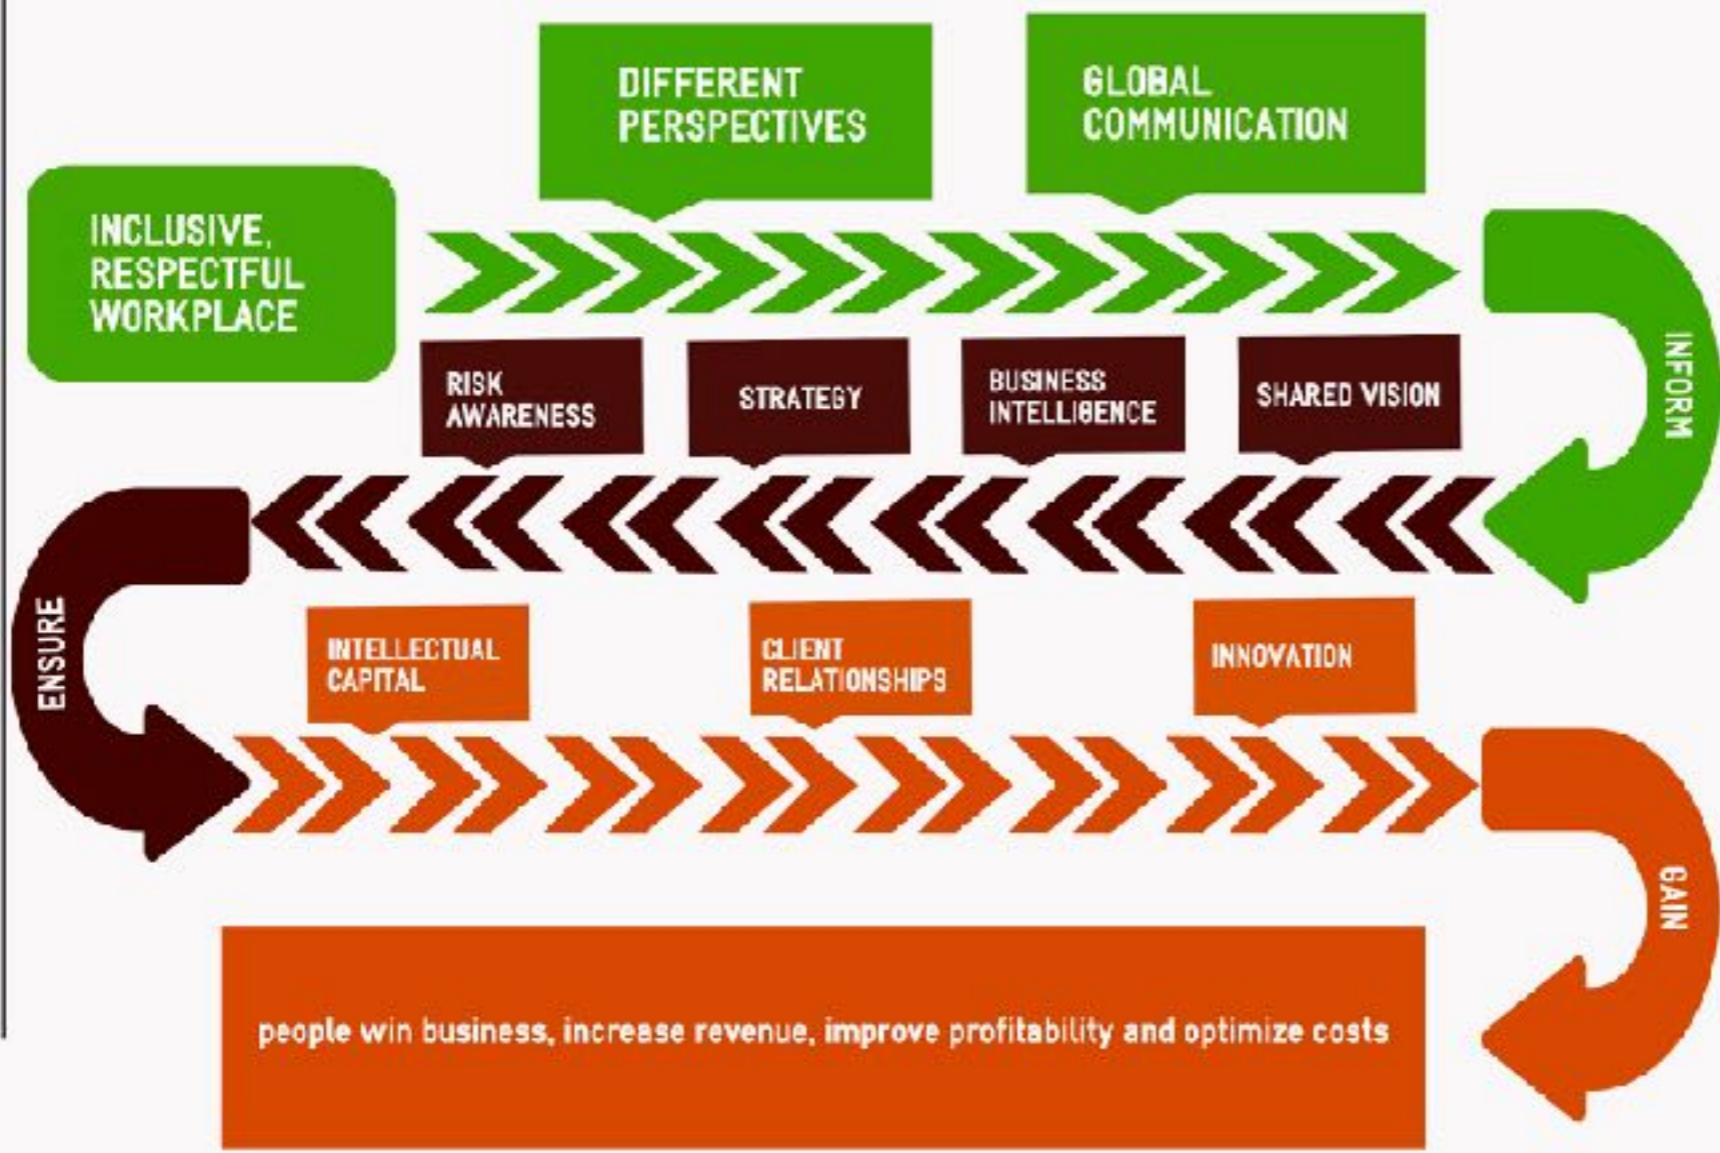 DIFFERENT
PERSPECTIVES
GLOBAL
COMMUNICATION
INCLUSIVE,
RESPECTFUL
WORKPLACE
INFORM
RISK
AWARENESS
STRATEGY
BUSINESS
INTELLIGENCE
SHARED VISION
ENSURE
INTELLECTUAL
CAPITAL
CLIENT
RELATIONSHIPS
INNOVATION
GAIN
people win business, increase revenue, improve profitability and optimize costs